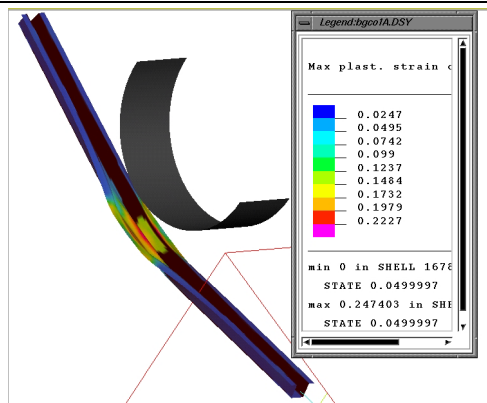 Legend:bgco1A.DSY
Max plast. strain
0.0247
0.0495
0.0742
0.099
0.1237
0.1484
0.1732
0.1979
0.2227
min 0 in SHELL 1678
STATE 0.0499997
max 0.247403 in SHE
STATE 0.0499997